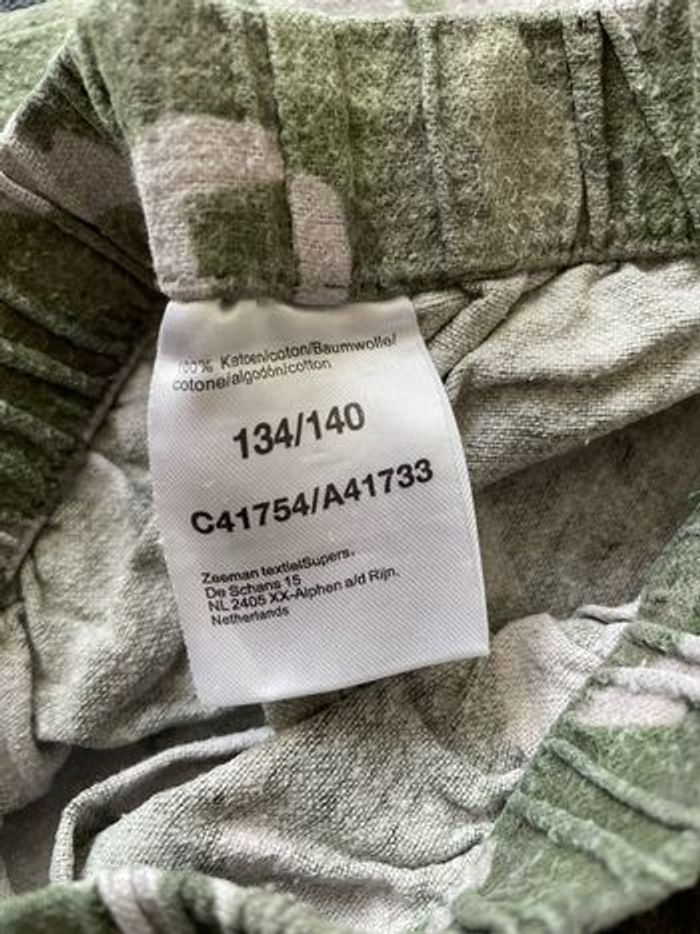 100% Katoen/coton/Baumwolle/
cotone/algodón/cotton
134/140
C41754/A41733
Zeeman textielSupers.
De Schans 15
NL 2405 XX-Alphen a/d Rijn.
Netherlands